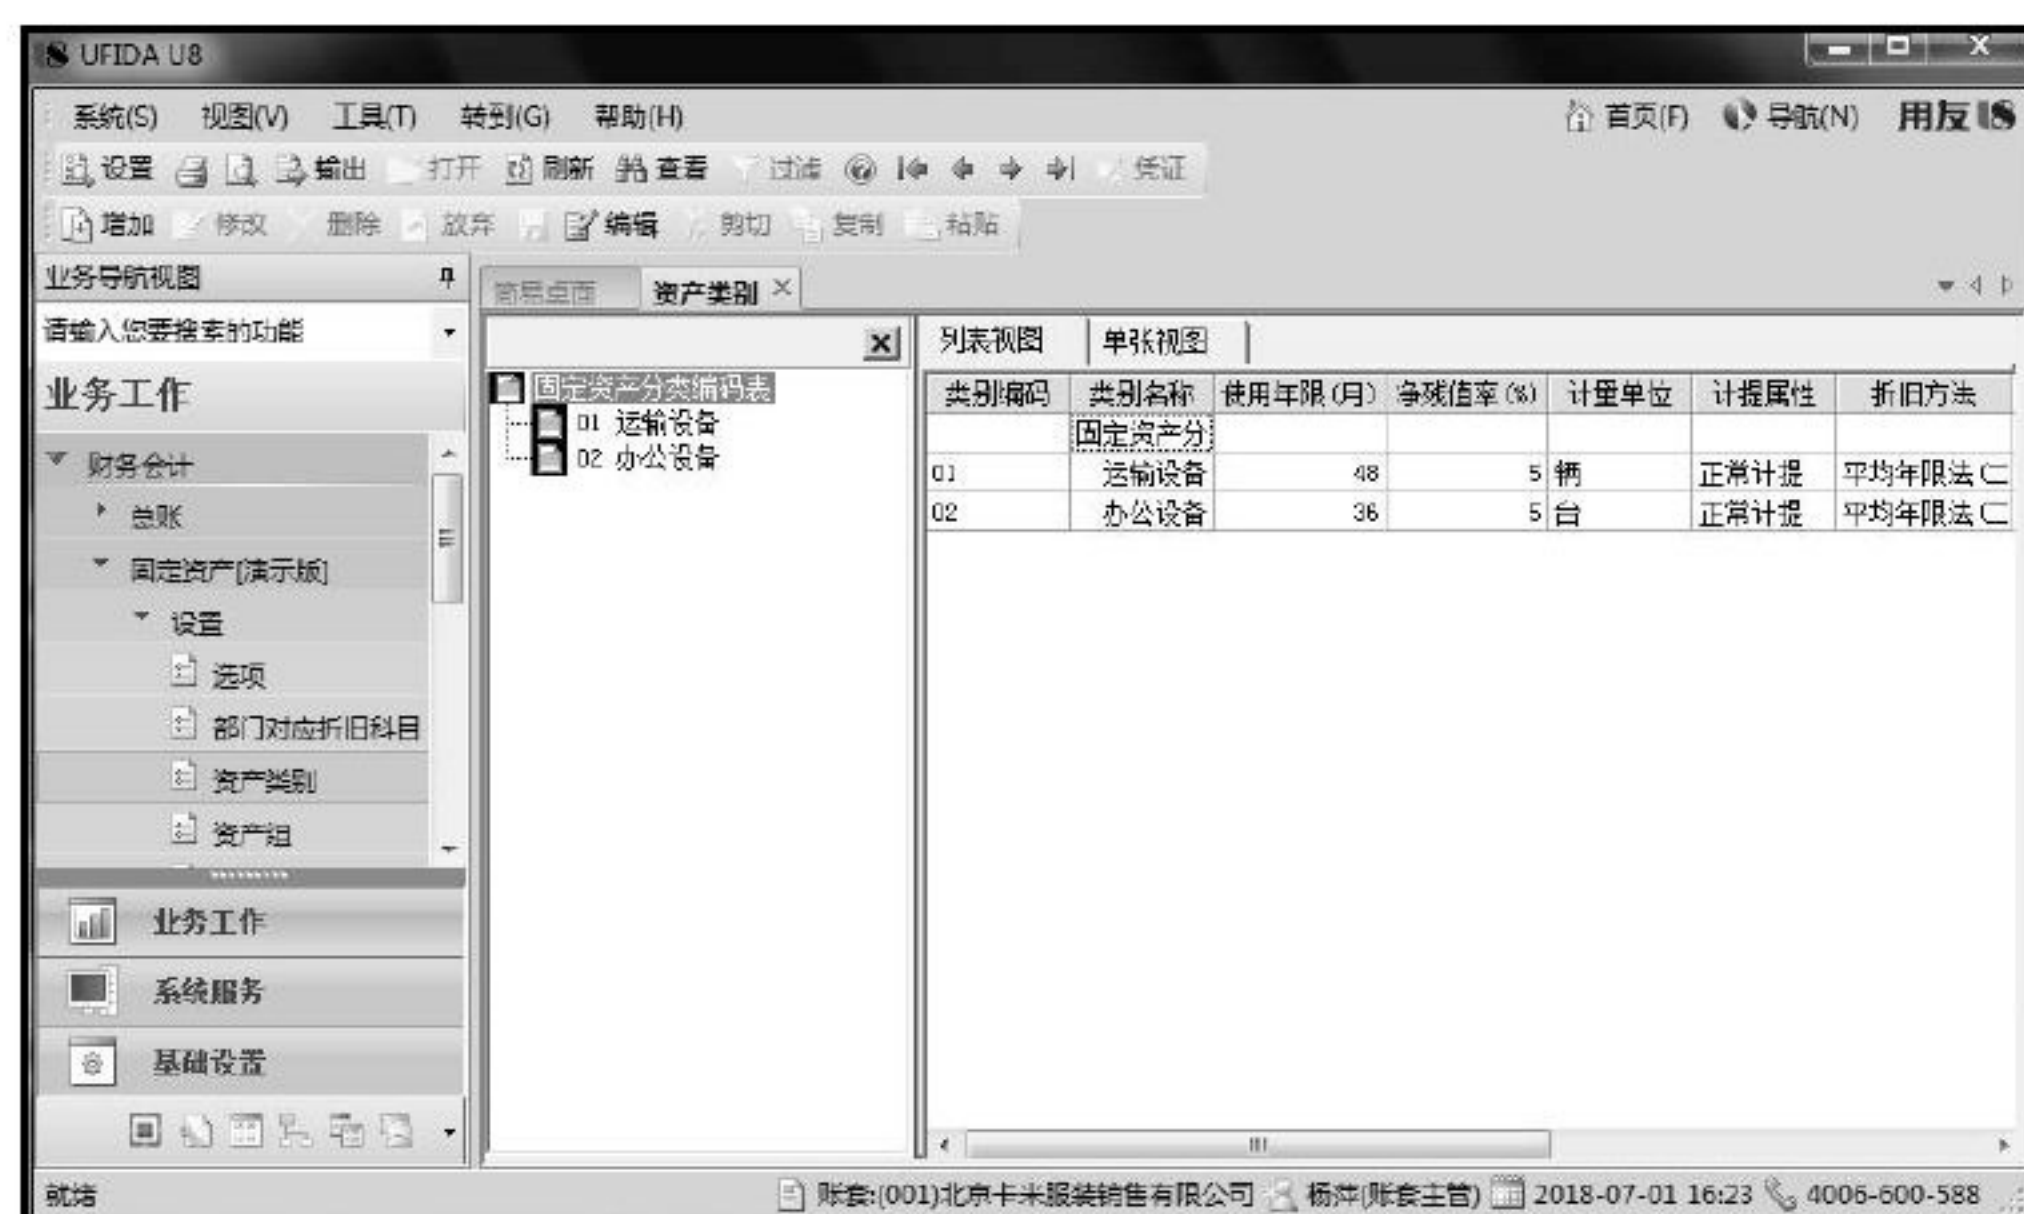 UFIDA U8
系统(S) 视图(V) 工具(T) 转到(G) 帮助(H) 首页(F) 导航(N) 用友U8
设置 输出 打开 刷新 查看 过滤 凭证
增加 修改 删除 放弃 编辑 剪切 复制 粘贴
业务导航视图
简易桌面 资产类别
请输入您要搜索的功能
业务工作
财务会计
总账
固定资产[演示版]
设置
选项
部门对应折旧科目
资产类别
资产组
业务工作
系统服务
基础设置
固定资产分类编码表
01 运输设备
02 办公设备
列表视图 单张视图
类别编码 类别名称 使用年限(月) 净残值率(%) 计量单位 计提属性 折旧方法
固定资产分
01 运输设备 48 5 辆 正常计提 平均年限法(二
02 办公设备 36 5 台 正常计提 平均年限法(二
就绪 账套:(001)北京卡米服装销售有限公司 杨萍(账套主管) 2018-07-01 16:23 4006-600-588